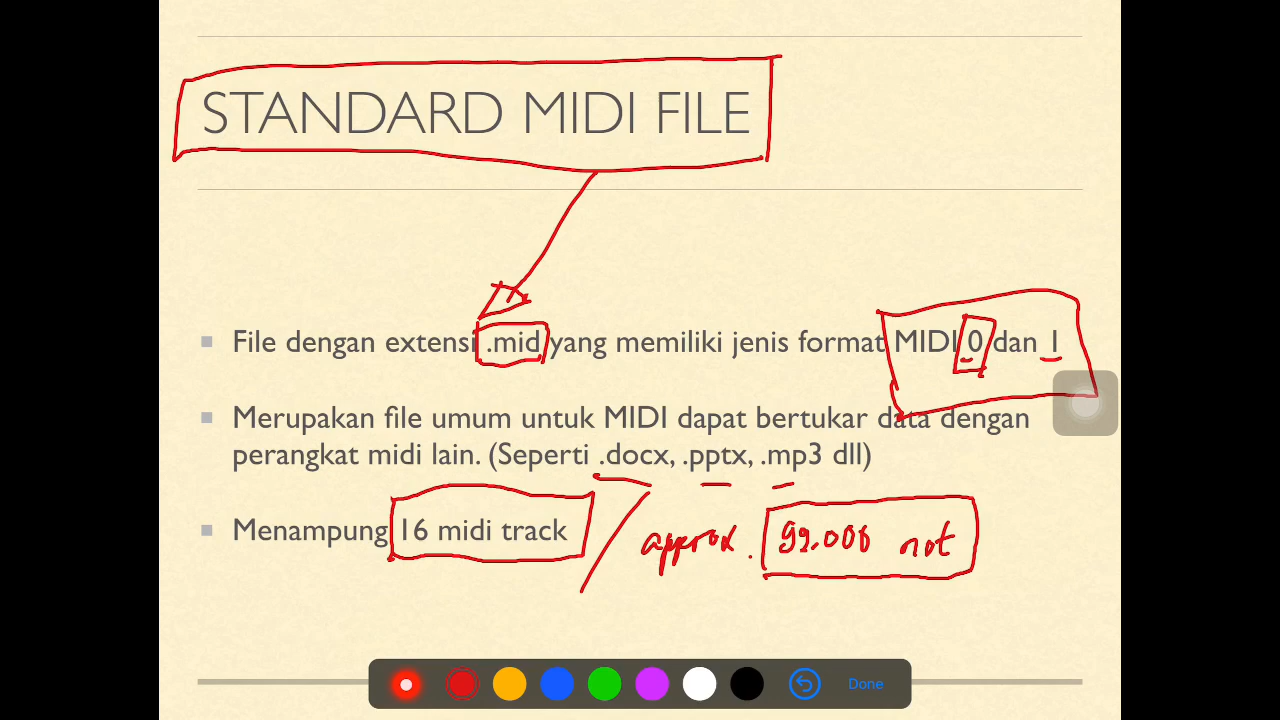 STANDARD MIDI FILE
File dengan extensi .mid yang memiliki jenis format MIDI 0 dan 1
Merupakan file umum untuk MIDI dapat bertukar data dengan
perangkat midi lain. (Seperti .docx, .pptx, .mp3 dll)
Menampung 16 midi track / approx. 99.000 not
Done